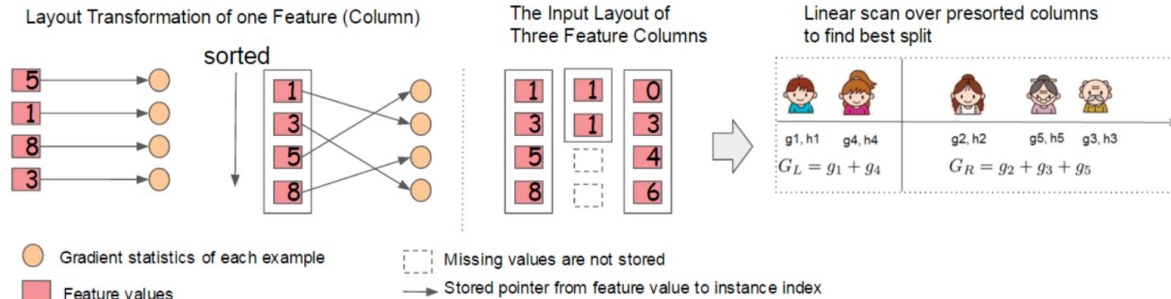 Layout Transformation of one Feature (Column)
The Input Layout of
Three Feature Columns
Linear scan over presorted columns
to find best split
sorted
5
1
8
3
1
3
5
8
1
3
5
8
1
1
0
3
4
6
g1, h1
g4, h4
g2, h2
g5, h5
g3, h3
G_L = g_1 + g_4
G_R = g_2 + g_3 + g_5
Gradient statistics of each example
Feature values
Missing values are not stored
Stored pointer from feature value to instance index